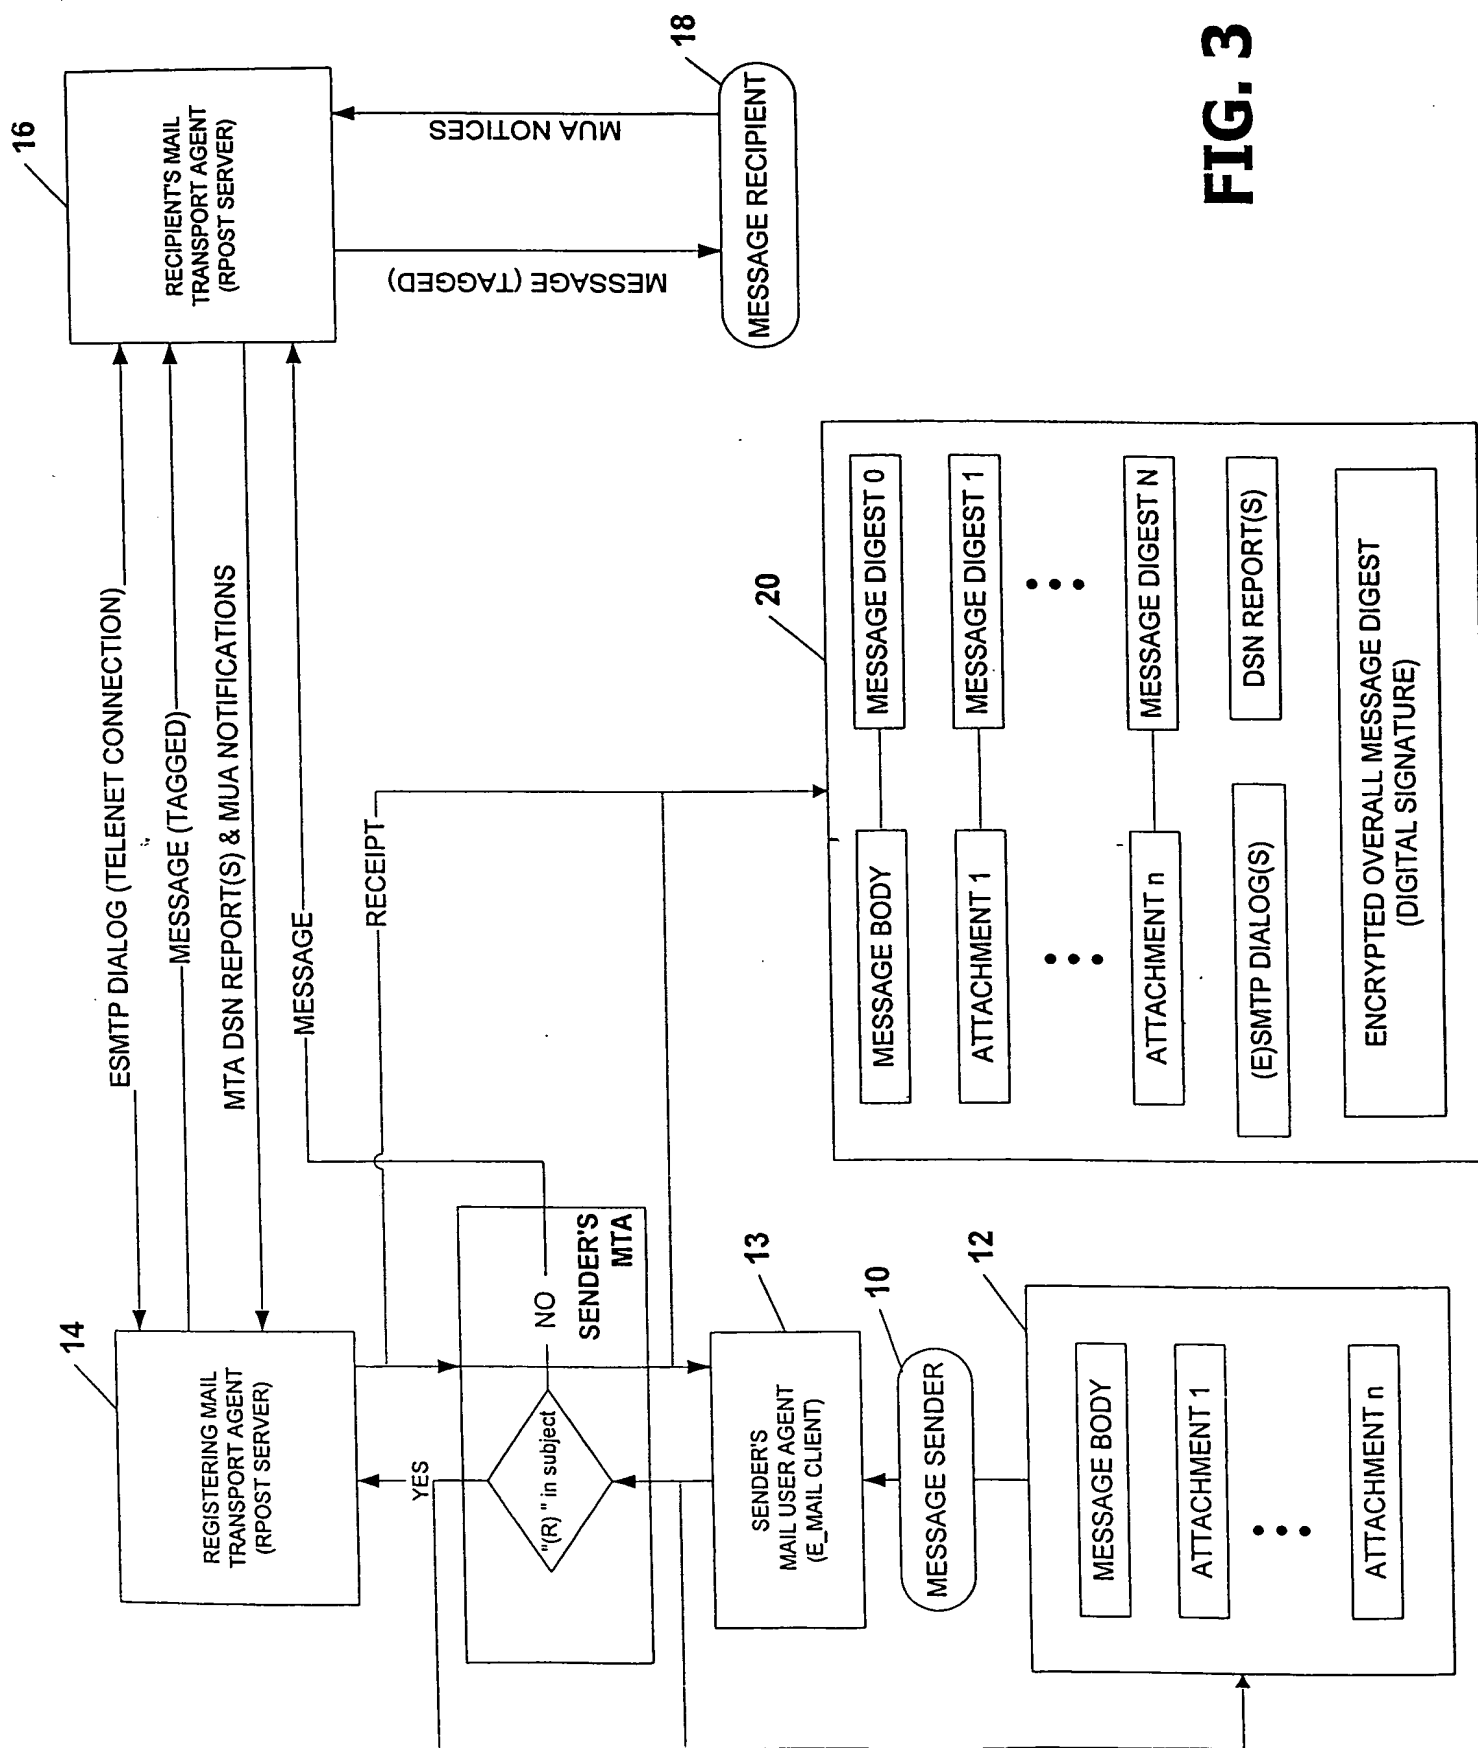 14
REGISTERING MAIL
TRANSPORT AGENT
(RPOST SERVER)
ESMTP DIALOG (TELENET CONNECTION)
MESSAGE (TAGGED)
MTA DSN REPORT(S) & MUA NOTIFICATIONS
MESSAGE
RECEIPT
16
RECIPIENT'S MAIL
TRANSPORT AGENT
(RPOST SERVER)
MESSAGE (TAGGED)
MUA NOTICES
18
MESSAGE RECIPIENT
YES
"(R) " in subject
NO
SENDER'S
MTA
13
SENDER'S
MAIL USER AGENT
(E_MAIL CLIENT)
10
MESSAGE SENDER
12
MESSAGE BODY
ATTACHMENT 1
ATTACHMENT n
20
MESSAGE BODY
MESSAGE DIGEST 0
ATTACHMENT 1
MESSAGE DIGEST 1
ATTACHMENT n
MESSAGE DIGEST N
(E)SMTP DIALOG(S)
DSN REPORT(S)
ENCRYPTED OVERALL MESSAGE DIGEST
(DIGITAL SIGNATURE)
FIG. 3